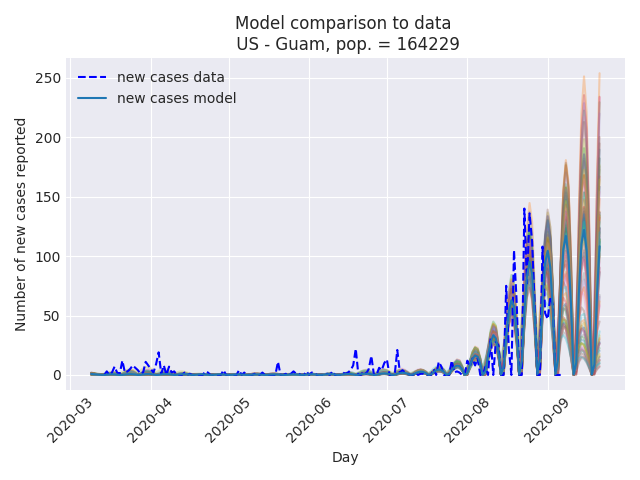 Model comparison to data
US - Guam, pop. = 164229
new cases data
new cases model
Number of new cases reported
250
200
150
100
50
0
2020-03
2020-04
2020-05
2020-06
2020-07
2020-08
2020-09
Day